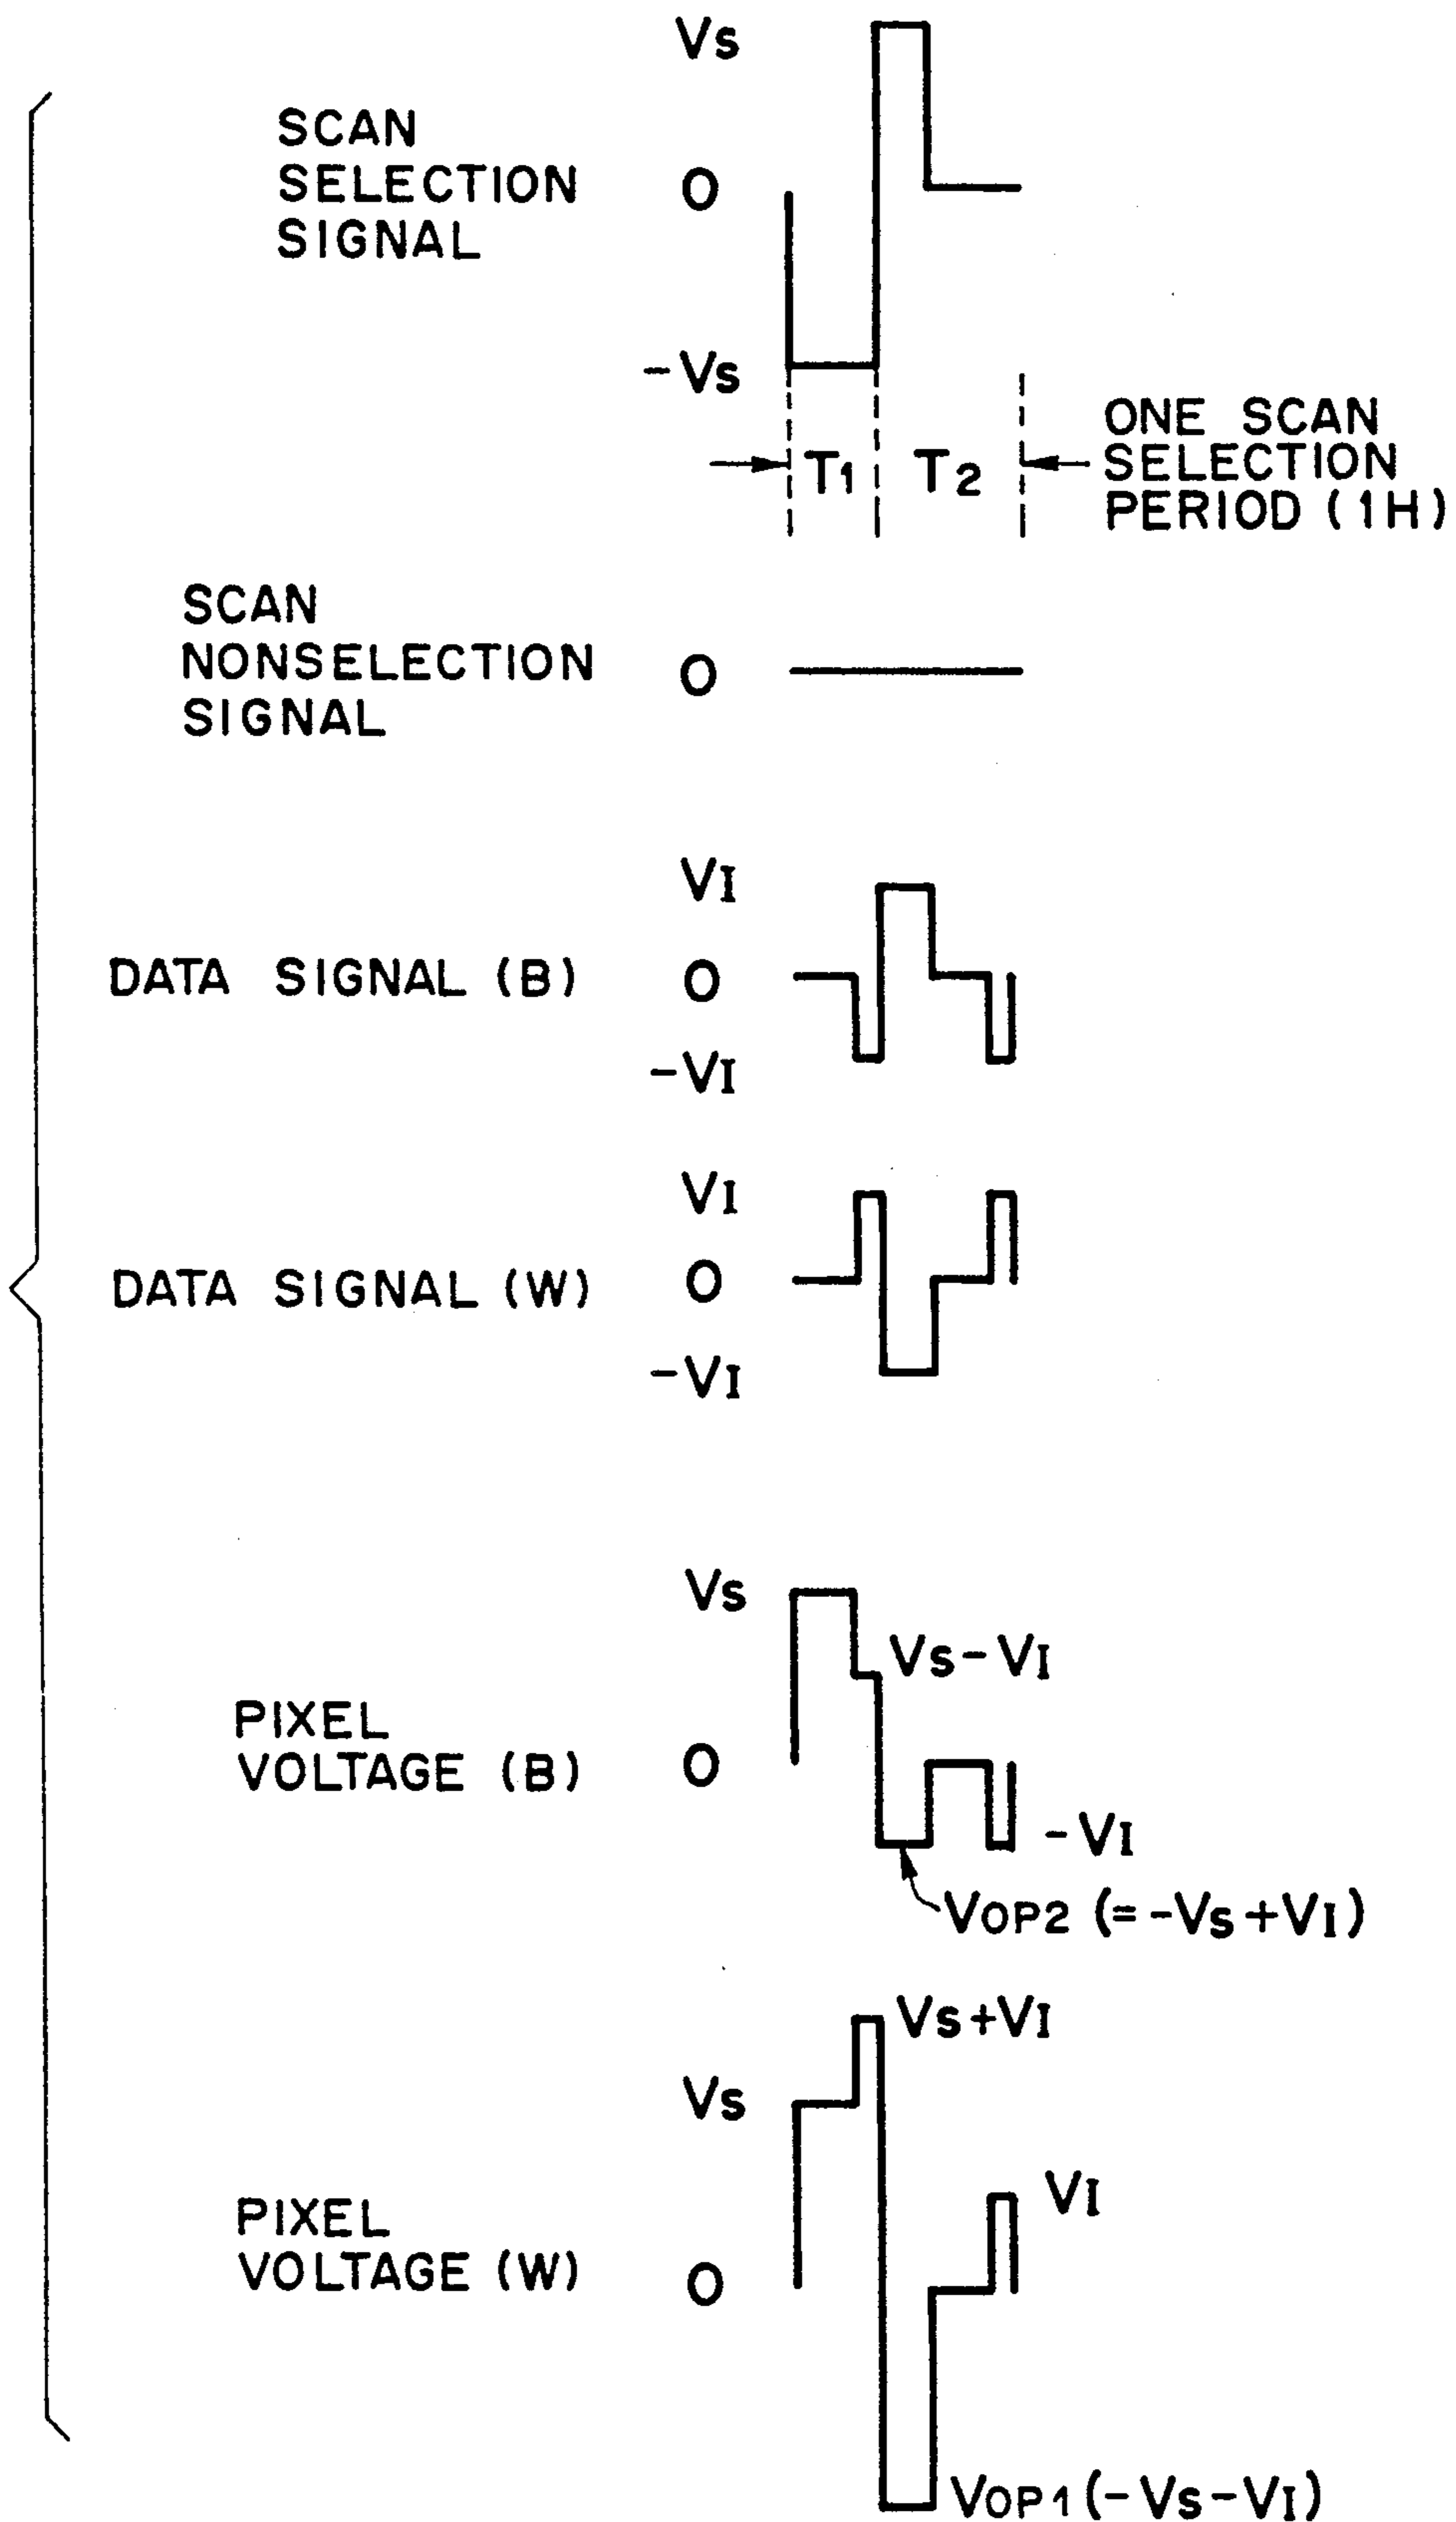 Vs
SCAN
SELECTION
SIGNAL
O
-Vs
T1
T2
ONE SCAN
SELECTION
PERIOD (1H)
SCAN
NONSELECTION
SIGNAL
O
VI
DATA SIGNAL (B)
O
-VI
VI
DATA SIGNAL (W)
O
-VI
Vs
Vs-VI
PIXEL
VOLTAGE (B)
O
-VI
VOP2 (=-Vs+VI)
Vs+VI
Vs
VI
PIXEL
VOLTAGE (W)
O
VOP1(-Vs-VI)